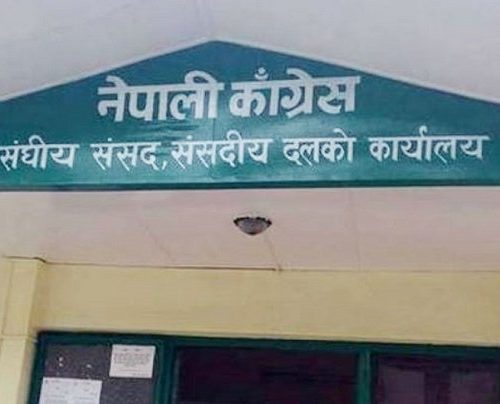 नेपाली काँग्रेस
संघीय संसद, संसदीय दलको कार्यालय